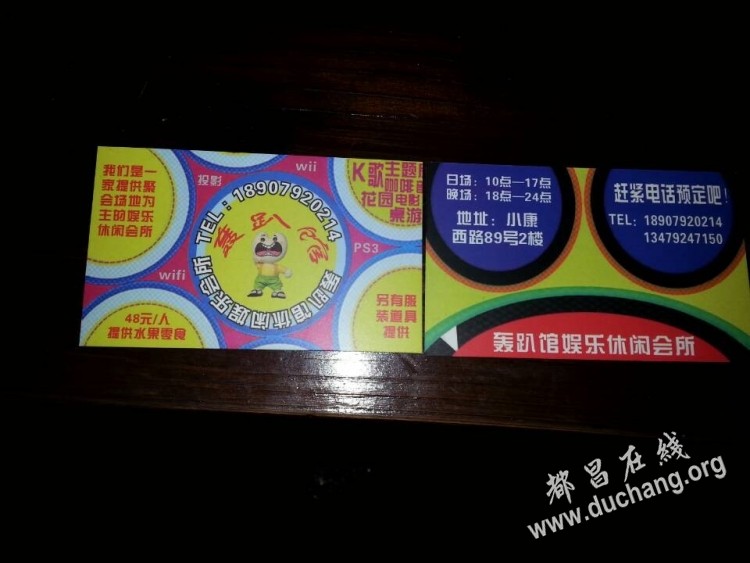 我们是一
家提供聚
会场地为
主的娱乐
休闲会所
投影
wii
K歌
主题
咖啡
花园电影
桌游
TEL：18907920214
轰趴馆
轰趴馆休闲娱乐会所
PS3
wifi
48元/人
提供水果零食
另有服
装道具
提供
日场：10点—17点
晚场：18点—24点
地址：小康
西路89号2楼
赶紧电话预定吧！
TEL：18907920214
13479247150
轰趴馆娱乐休闲会所
都昌在线
www.duchang.org